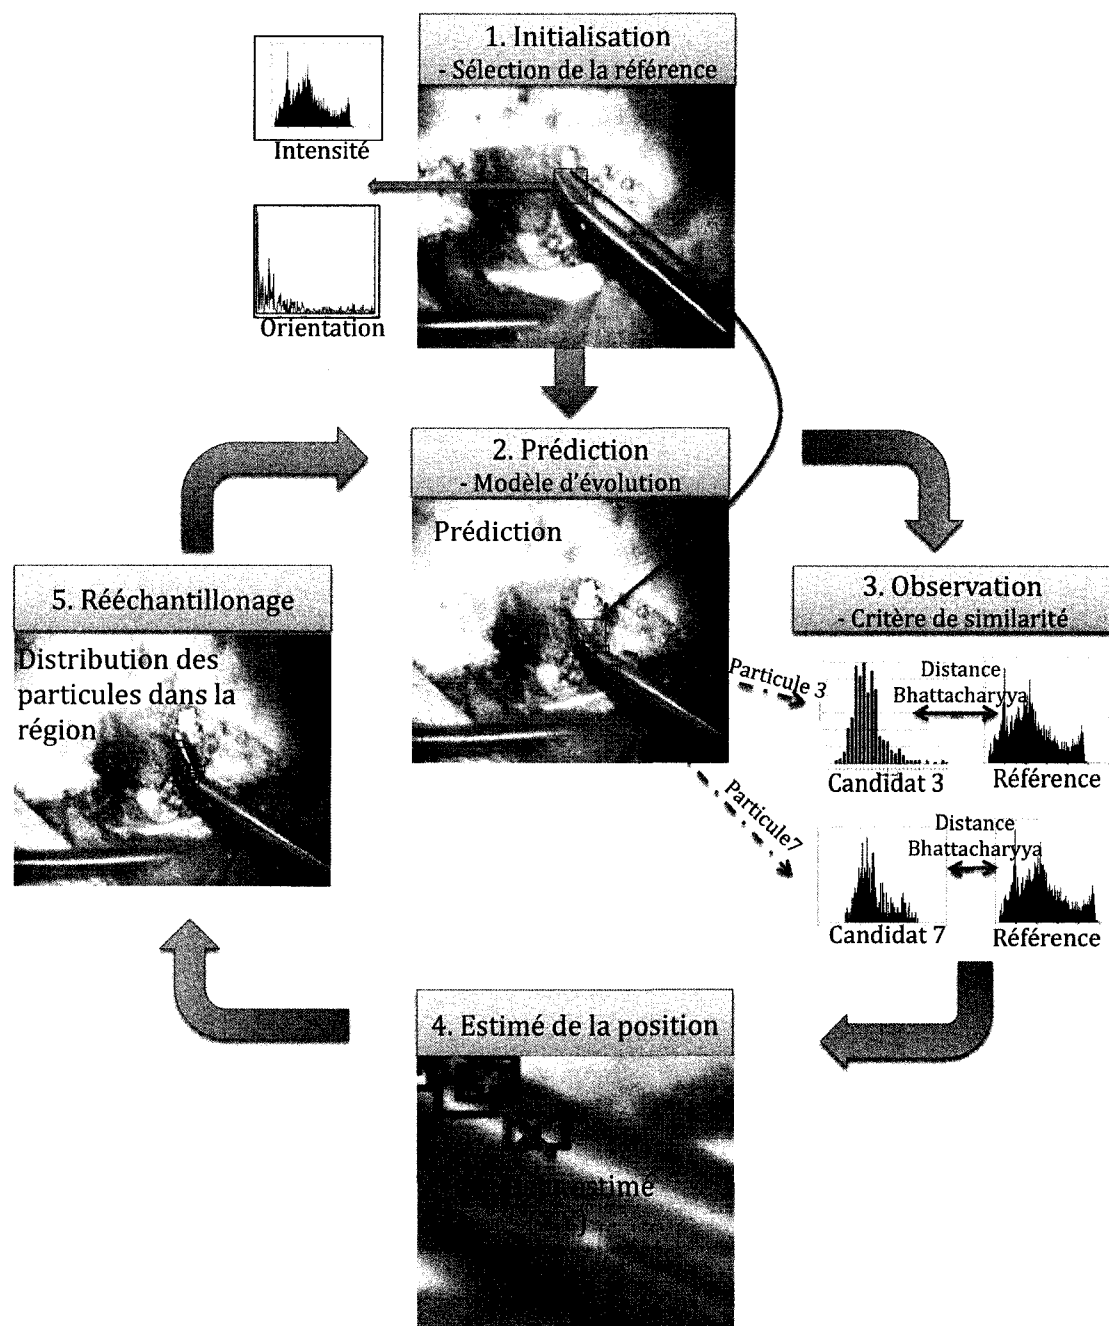 1. Initialisation
- Sélection de la référence
Intensité
Orientation
2. Prédiction
- Modèle d'évolution
Prédiction
3. Observation
- Critère de similarité
Particule 3
Distance
Bhattacharyya
Candidat 3
Référence
Particule7
Distance
Bhattacharyya
Candidat 7
Référence
4. Estimé de la position
estimé
5. Rééchantillonage
Distribution des
particules dans la
région